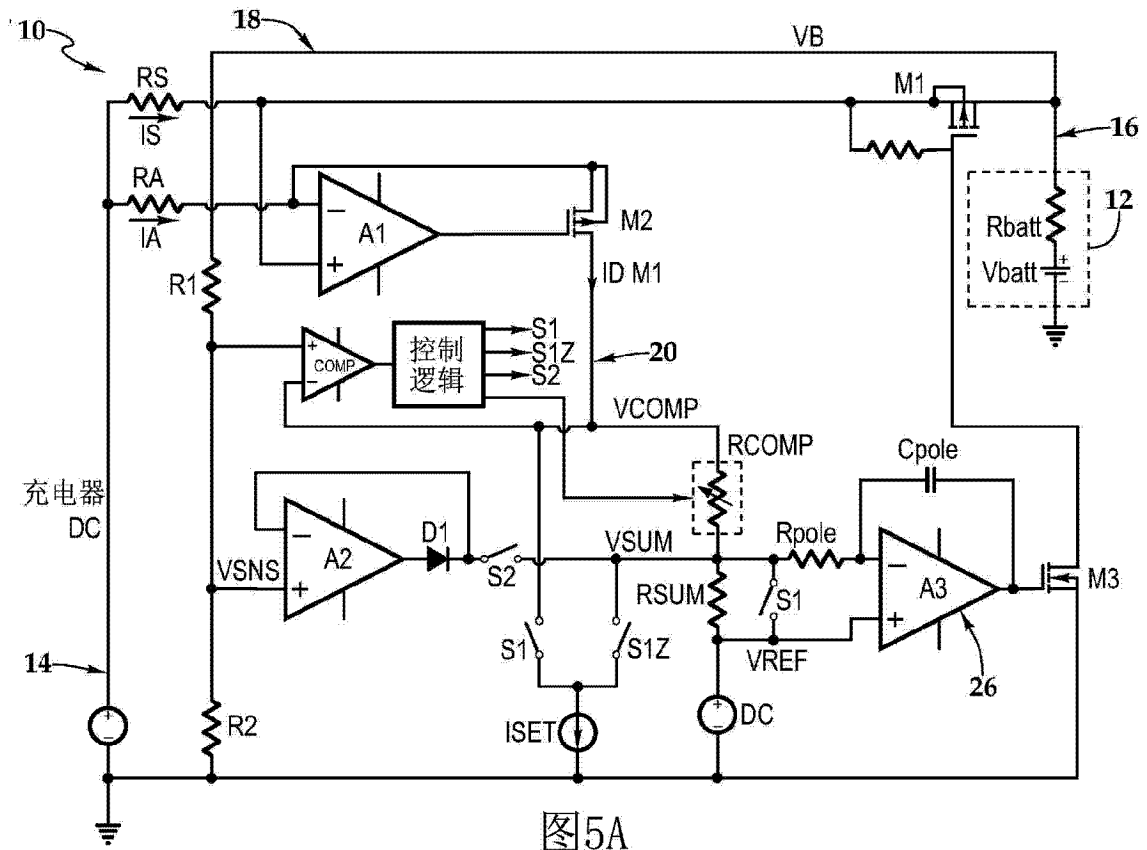 10
18
VB
RS
IS
M1
16
RA
IA
A1
−
+
M2
ID M1
12
Rbatt
Vbatt
+
−
R1
+
−
COMP
控制
逻辑
S1
S1Z
S2
20
VCOMP
RCOMP
Cpole
充电器
DC
−
+
A2
D1
VSNS
S2
VSUM
Rpole
RSUM
S1
−
+
A3
M3
S1
S1Z
VREF
26
14
+
−
R2
ISET
+
−
DC
图5A